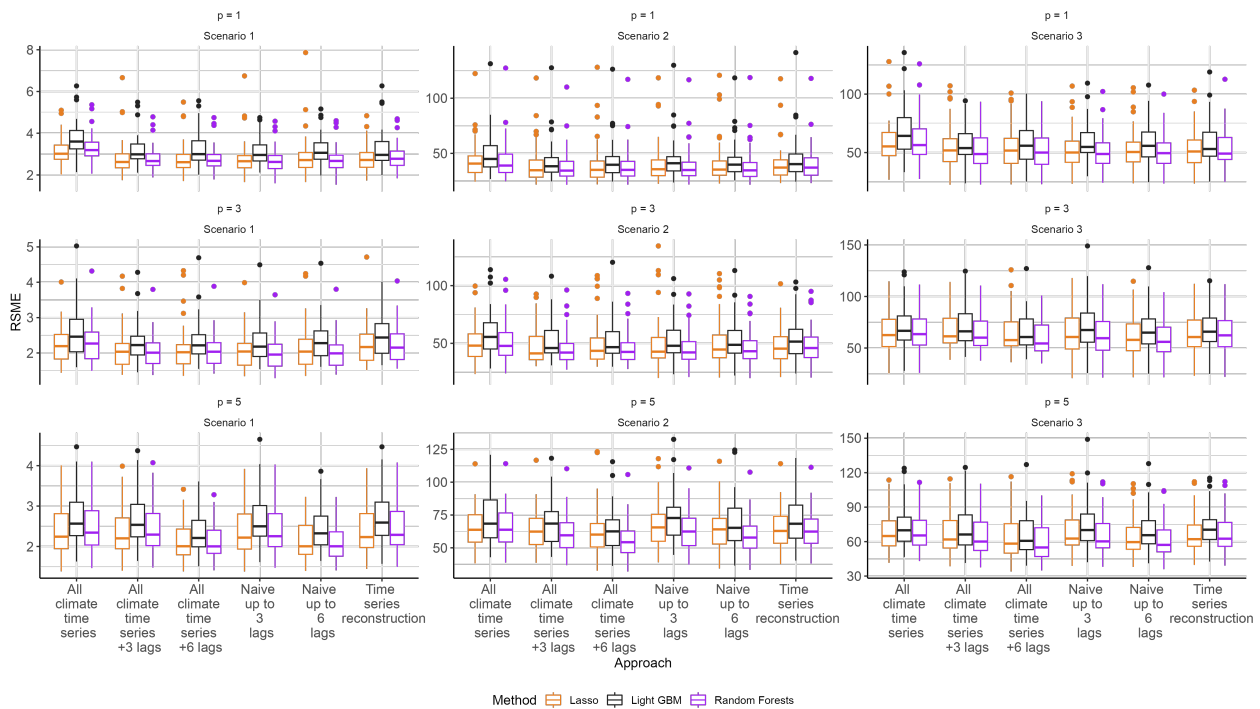 p = 1
Scenario 1
p = 1
Scenario 2
p = 1
Scenario 3
8
6
4
2
100
50
100
50
p = 3
Scenario 1
p = 3
Scenario 2
p = 3
Scenario 3
5
4
3
2
100
50
150
100
50
RSME
p = 5
Scenario 1
p = 5
Scenario 2
p = 5
Scenario 3
4
3
2
125
100
75
50
150
120
90
60
30
All
climate
time
series
All
climate
time
series
+3 lags
All
climate
time
series
+6 lags
Naive
up to
3
lags
Naive
up to
6
lags
Time
series
reconstruction
All
climate
time
series
All
climate
time
series
+3 lags
All
climate
time
series
+6 lags
Naive
up to
3
lags
Naive
up to
6
lags
Time
series
reconstruction
All
climate
time
series
All
climate
time
series
+3 lags
All
climate
time
series
+6 lags
Naive
up to
3
lags
Naive
up to
6
lags
Time
series
reconstruction
Approach
Method Lasso Light GBM Random Forests